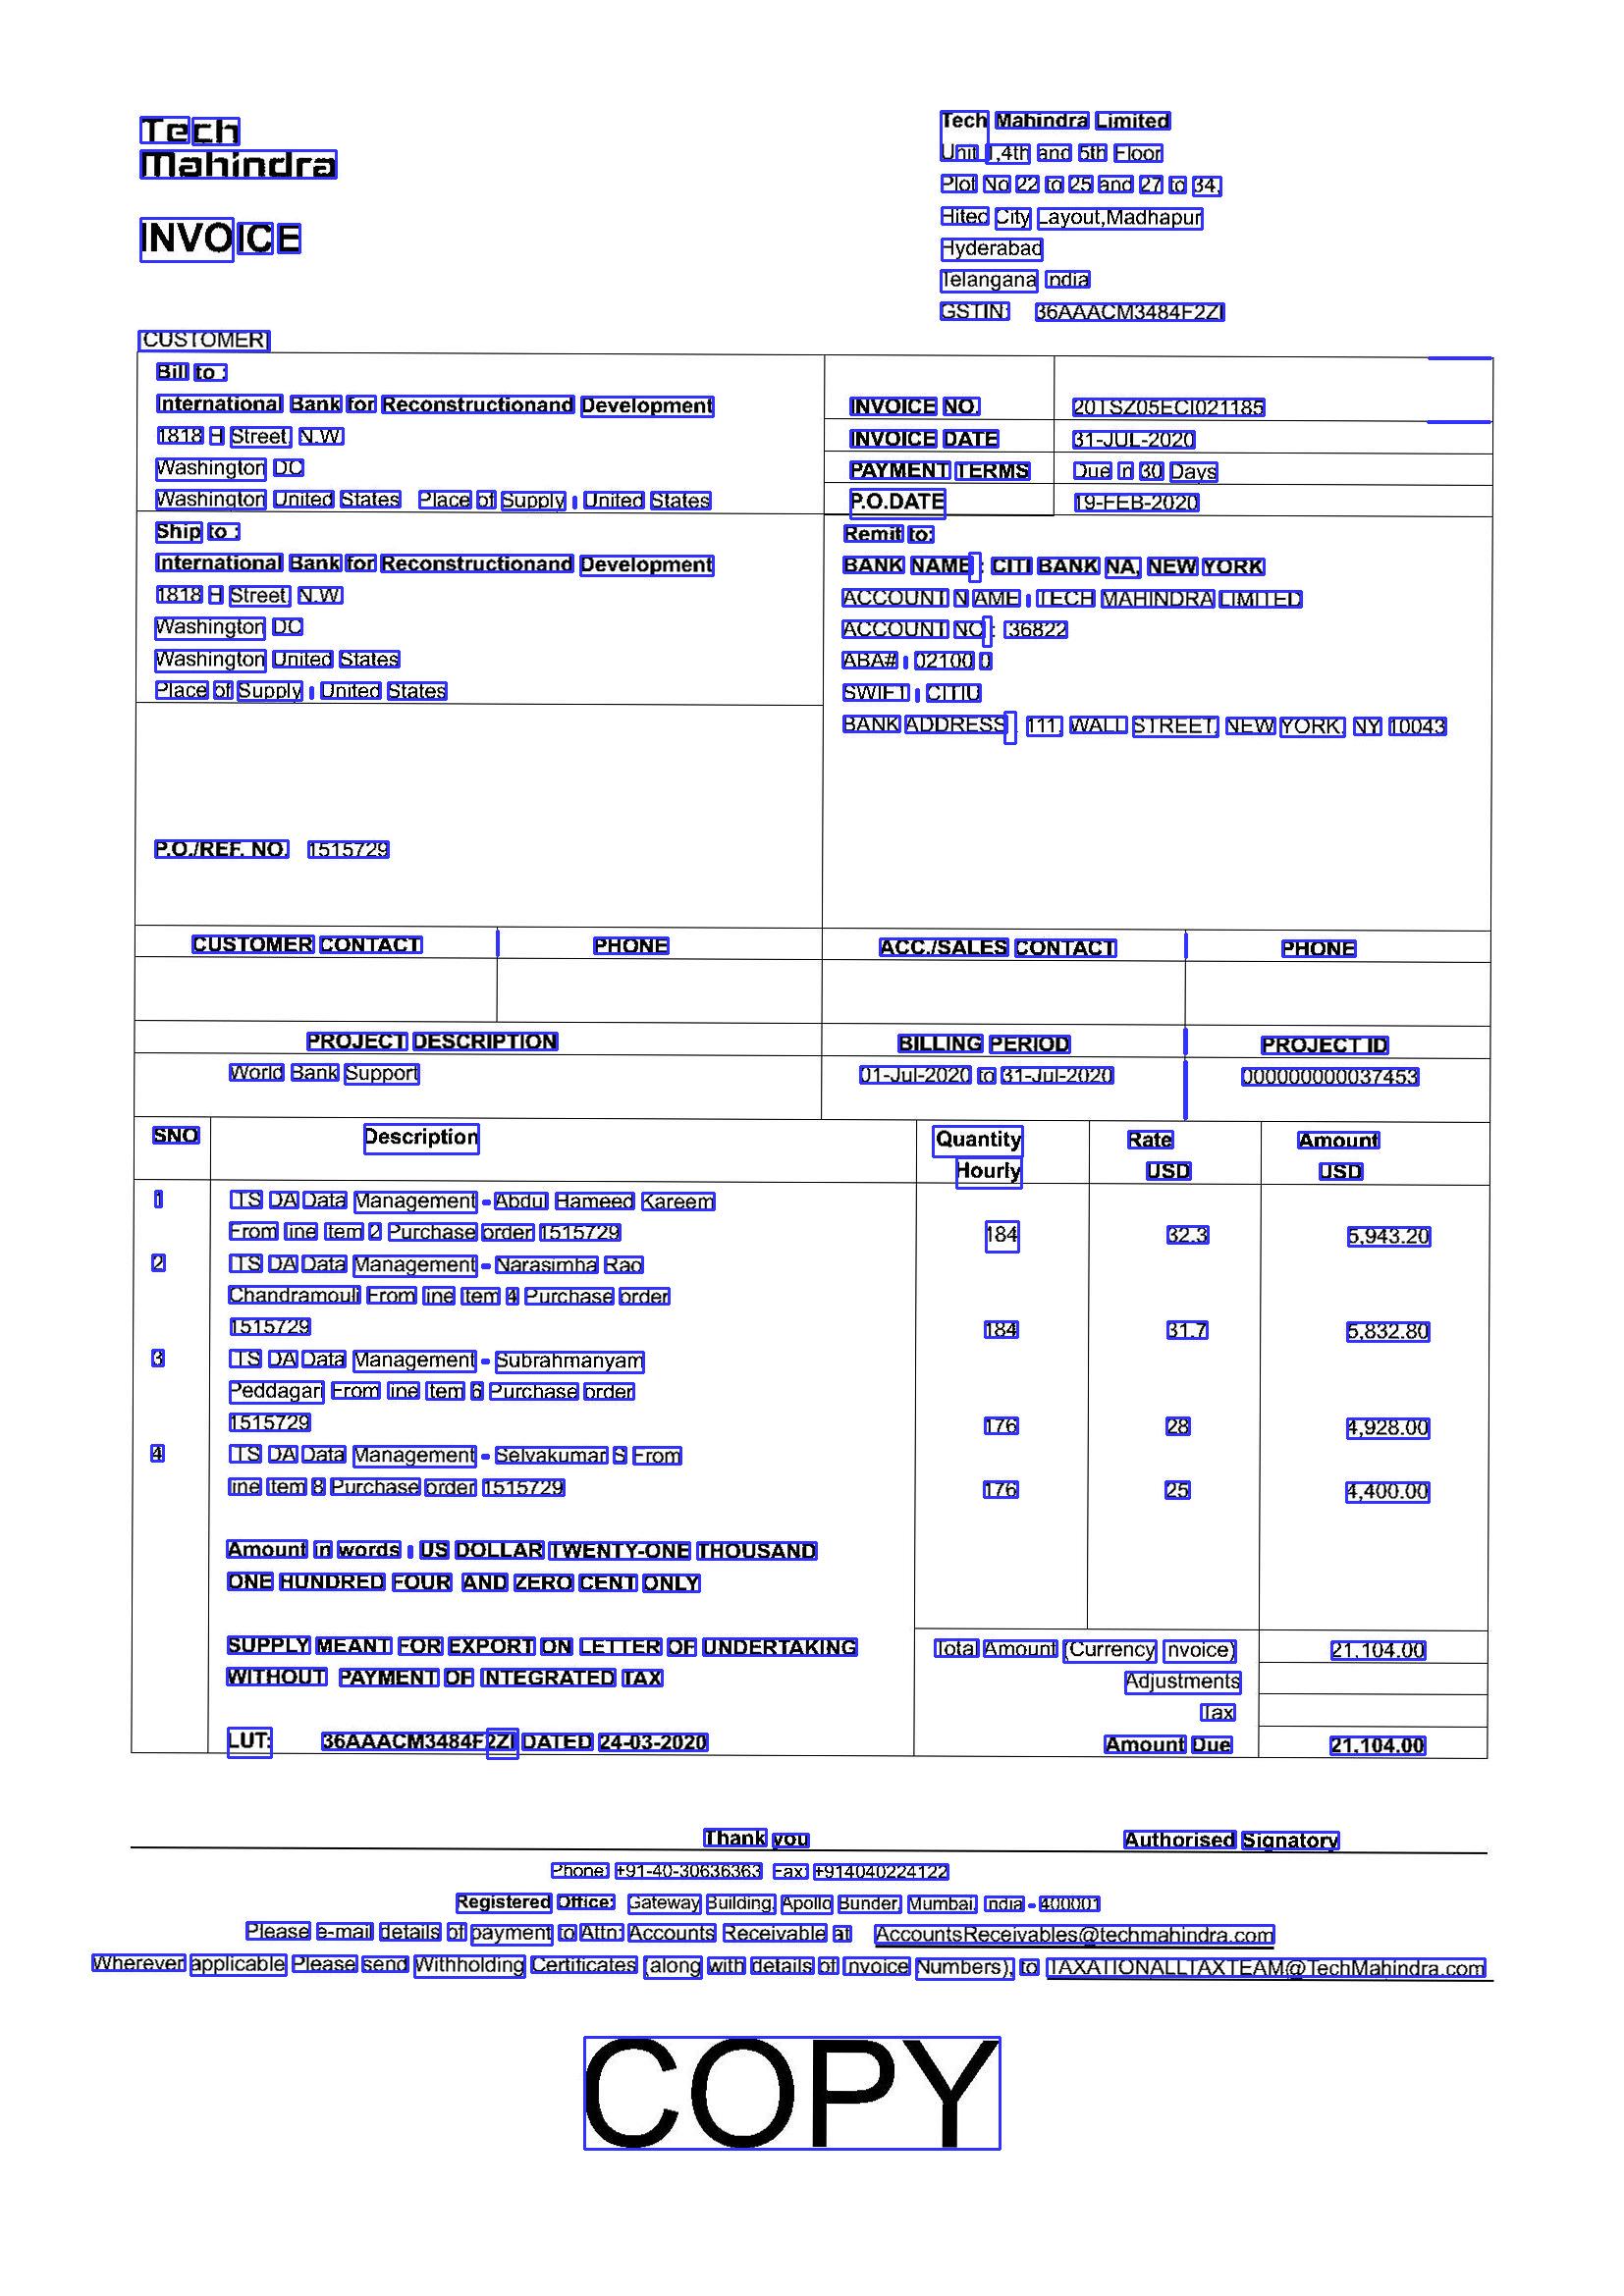 Tech
Mahindra
INVOICE
Tech Mahindra Limited
Unit 1,4th and 5th Floor
Plot No 22 to 25 and 27 to 34,
Hitec City Layout,Madhapur
Hyderabad
Telangana India
GSTIN: 36AAACM3484F2ZI
CUSTOMER
Bill to :
International Bank for Reconstructionand Development
1818 H Street, N.W
Washington DC
Washington United States Place of Supply : United States
INVOICE NO. 201SZ05ECI021185
INVOICE DATE 31-JUL-2020
PAYMENT TERMS Due in 30 Days
P.O.DATE 19-FEB-2020
Ship to :
International Bank for Reconstructionand Development
1818 H Street, N.W
Washington DC
Washington United States
Place of Supply : United States
Remit to:
BANK NAME : CITI BANK NA, NEW YORK
ACCOUNT N AME : TECH MAHINDRA LIMITED
ACCOUNT NO : 36822
ABA# : 02100 0
SWIFT : CITIU
BANK ADDRESS : 111, WALL STREET, NEW YORK, NY 10043
P.O./REF. NO. 1515729
CUSTOMER CONTACT PHONE ACC./SALES CONTACT PHONE
PROJECT DESCRIPTION BILLING PERIOD PROJECT ID
World Bank Support 01-Jul-2020 to 31-Jul-2020 000000000037453
SNO Description Quantity Rate Amount
Hourly USD USD
1 ITS DA Data Management - Abdul Hameed Kareem
From line Item 2 Purchase order 1515729 184 32.3 5,943.20
2 ITS DA Data Management - Narasimha Rao
Chandramouli From line Item 4 Purchase order
1515729 184 31.7 5,832.80
3 ITS DA Data Management - Subrahmanyam
Peddagari From line Item 6 Purchase order
1515729 176 28 4,928.00
4 ITS DA Data Management - Selvakumar S From
line Item 8 Purchase order 1515729 176 25 4,400.00
Amount in words : US DOLLAR TWENTY-ONE THOUSAND
ONE HUNDRED FOUR AND ZERO CENT ONLY
SUPPLY MEANT FOR EXPORT ON LETTER OF UNDERTAKING
WITHOUT PAYMENT OF INTEGRATED TAX
LUT: 36AAACM3484F2ZI DATED 24-03-2020
Total Amount (Currency Invoice) 21,104.00
Adjustments
Tax
Amount Due 21,104.00
Thank you Authorised Signatory
Phone: +91-40-30636363 Fax: +914040224122
Registered Office: Gateway Building, Apollo Bunder, Mumbai, India - 400001
Please e-mail details of payment to Attn: Accounts Receivable at AccountsReceivables@techmahindra.com
Wherever applicable Please send Withholding Certificates (along with details of Invoice Numbers), to TAXATIONALLTAXTEAM@TechMahindra.com
COPY